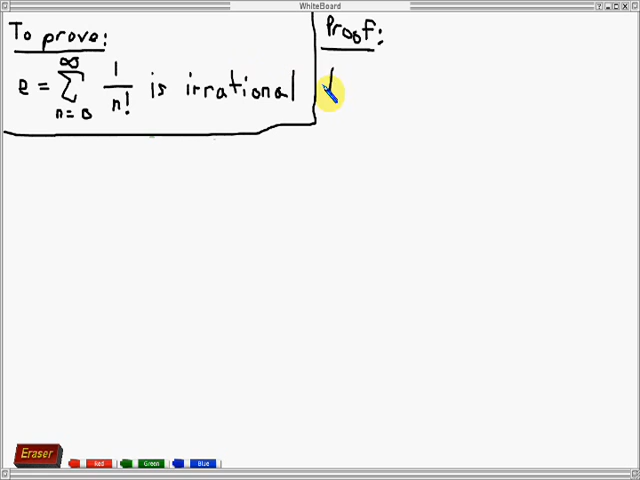 WhiteBoard
To prove:
e = ∑ 1/n! is irrational
∞
n=0
Proof:
Eraser
Red
Green
Blue